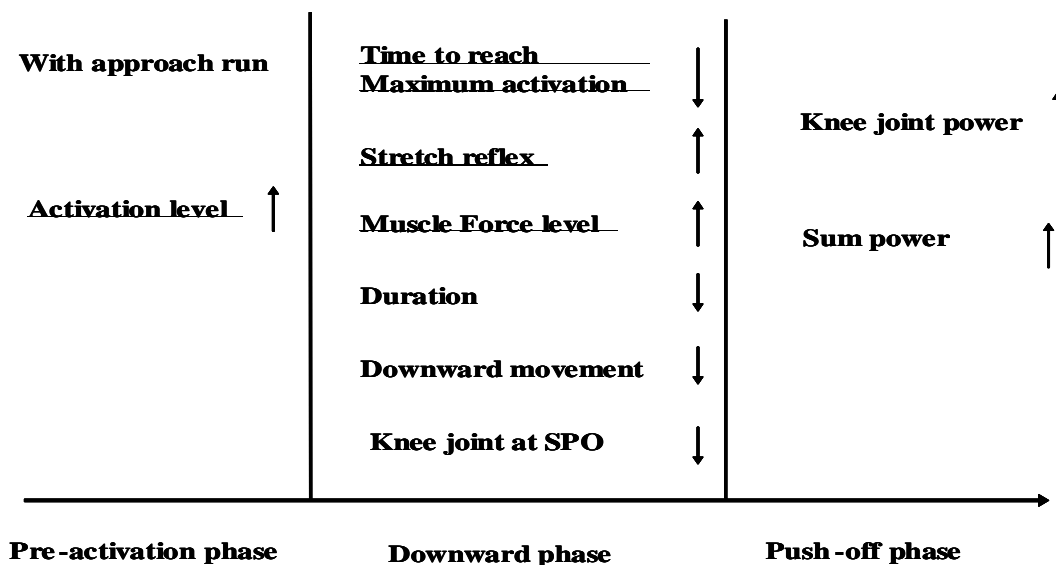 With approach run
Activation level
Time to reach
Maximum activation
Stretch reflex
Muscle Force level
Duration
Downward movement
Knee joint at SPO
Knee joint power
Sum power
Pre-activation phase
Downward phase
Push-off phase